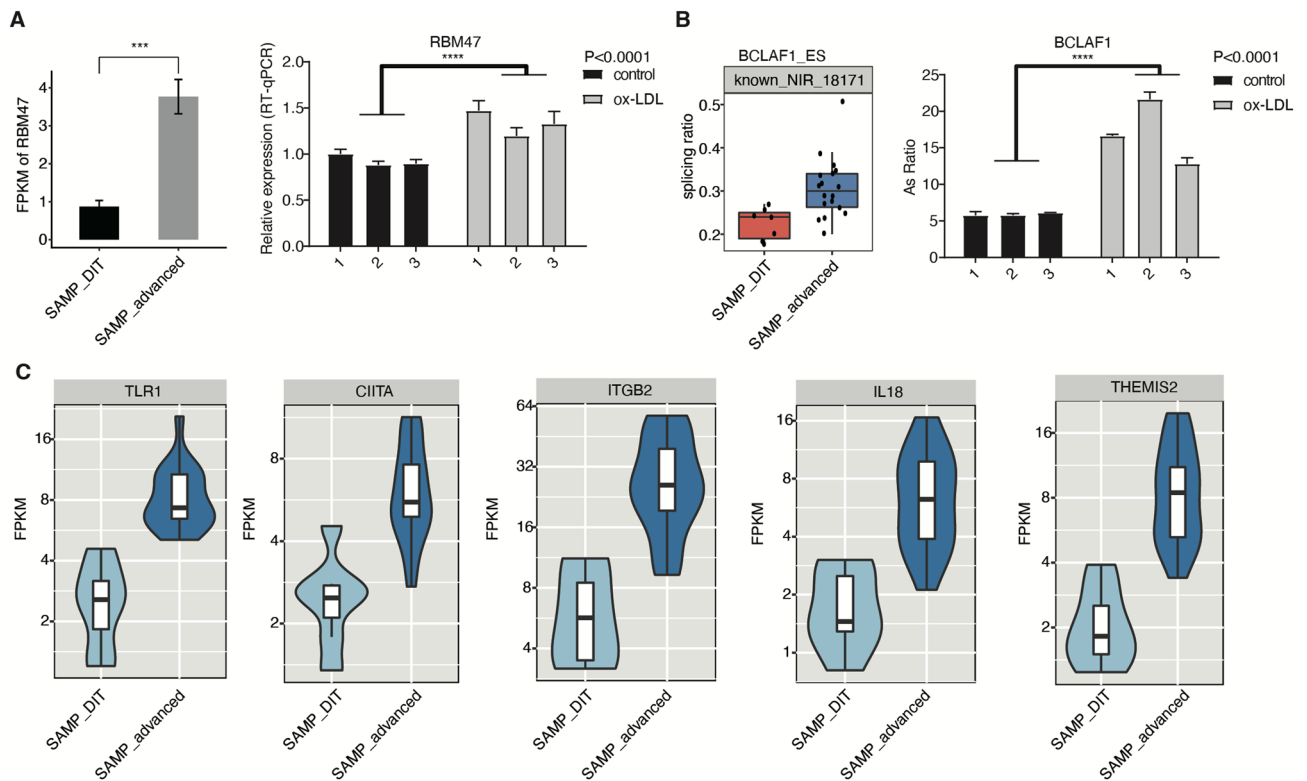 A
***
FPKM of RBM47
4
3
2
1
0
SAMP_DIT
SAMP_advanced
RBM47
****
P<0.0001
control
ox-LDL
Relative expression (RT-qPCR)
2.0
1.5
1.0
0.5
0.0
1 2 3 1 2 3
B
BCLAF1_ES
known_NIR_18171
splicing ratio
0.5
0.4
0.3
0.2
SAMP_DIT
SAMP_advanced
BCLAF1
****
P<0.0001
control
ox-LDL
As Ratio
25
20
15
10
5
0
1 2 3 1 2 3
C
TLR1
FPKM
16
8
4
2
SAMP_DIT
SAMP_advanced
CIITA
FPKM
8
4
2
SAMP_DIT
SAMP_advanced
ITGB2
FPKM
64
32
16
8
4
SAMP_DIT
SAMP_advanced
IL18
FPKM
16
8
4
2
1
SAMP_DIT
SAMP_advanced
THEMIS2
FPKM
16
8
4
2
SAMP_DIT
SAMP_advanced